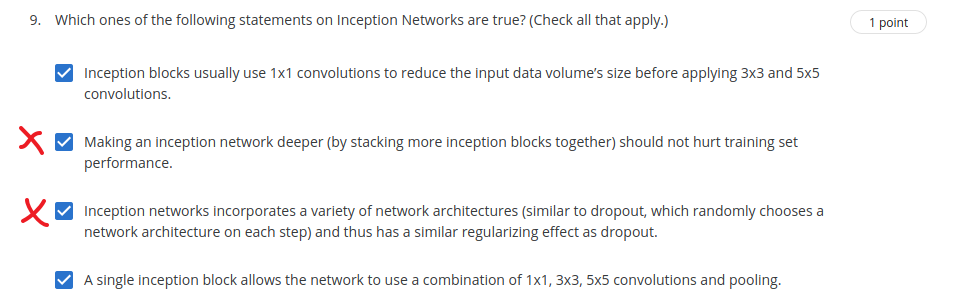 9. Which ones of the following statements on Inception Networks are true? (Check all that apply.)
1 point
Inception blocks usually use 1x1 convolutions to reduce the input data volume's size before applying 3x3 and 5x5
convolutions.
Making an inception network deeper (by stacking more inception blocks together) should not hurt training set
performance.
Inception networks incorporates a variety of network architectures (similar to dropout, which randomly chooses a
network architecture on each step) and thus has a similar regularizing effect as dropout.
A single inception block allows the network to use a combination of 1x1, 3x3, 5x5 convolutions and pooling.